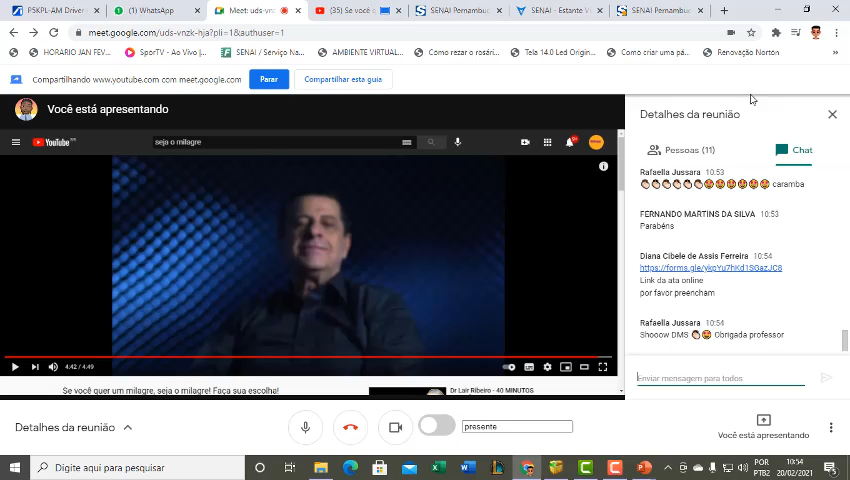 P5KPL-AM Driver
(1) WhatsApp
Meet: uds-vnz
(35) Se você q
SENAI Pernambuc
SENAI - Estante V
SENAI Pernambuc
meet.google.com/uds-vnzk-hja?pli=1&authuser=1
HORARIO JAN FEV...
SporTV - Ao Vivo |...
SENAI / Serviço Na...
AMBIENTE VIRTUAL...
Como rezar o rosári...
Tela 14.0 Led Origin...
Como criar uma pá...
Renovação Norton
Compartilhando www.youtube.com com meet.google.com
Parar
Compartilhar esta guia
Você está apresentando
YouTube BR
seja o milagre
9+
4:42 / 4:49
Se você quer um milagre, seja o milagre! Faça sua escolha!
Dr Lair Ribeiro - 40 MINUTOS
Detalhes da reunião
Pessoas (11)
Chat
Rafaella Jussara 10:53
👏🏻👏🏻👏🏻👏🏻👏🏻👏🏻🤩🤩🤩🤩🤩🤩 caramba
FERNANDO MARTINS DA SILVA 10:53
Parabéns
Diana Cibele de Assis Ferreira 10:54
https://forms.gle/ykpYu7hKd1SGazJC8
Link da ata online
por favor preencham
Rafaella Jussara 10:54
Shooow DMS 👏🏻🤩 Obrigada professor
Enviar mensagem para todos
Detalhes da reunião
presente
Você está apresentando
Digite aqui para pesquisar
POR
PTB2
10:54
20/02/2021
5